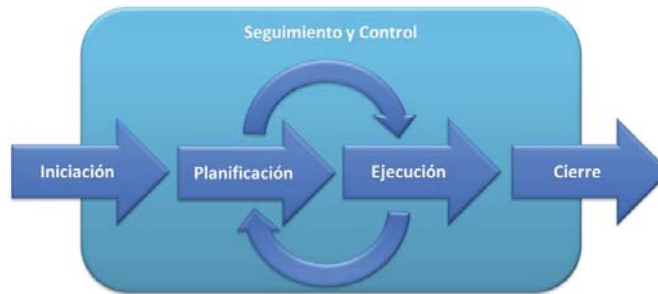 Seguimiento y Control
Iniciación
Planificación
Ejecución
Cierre